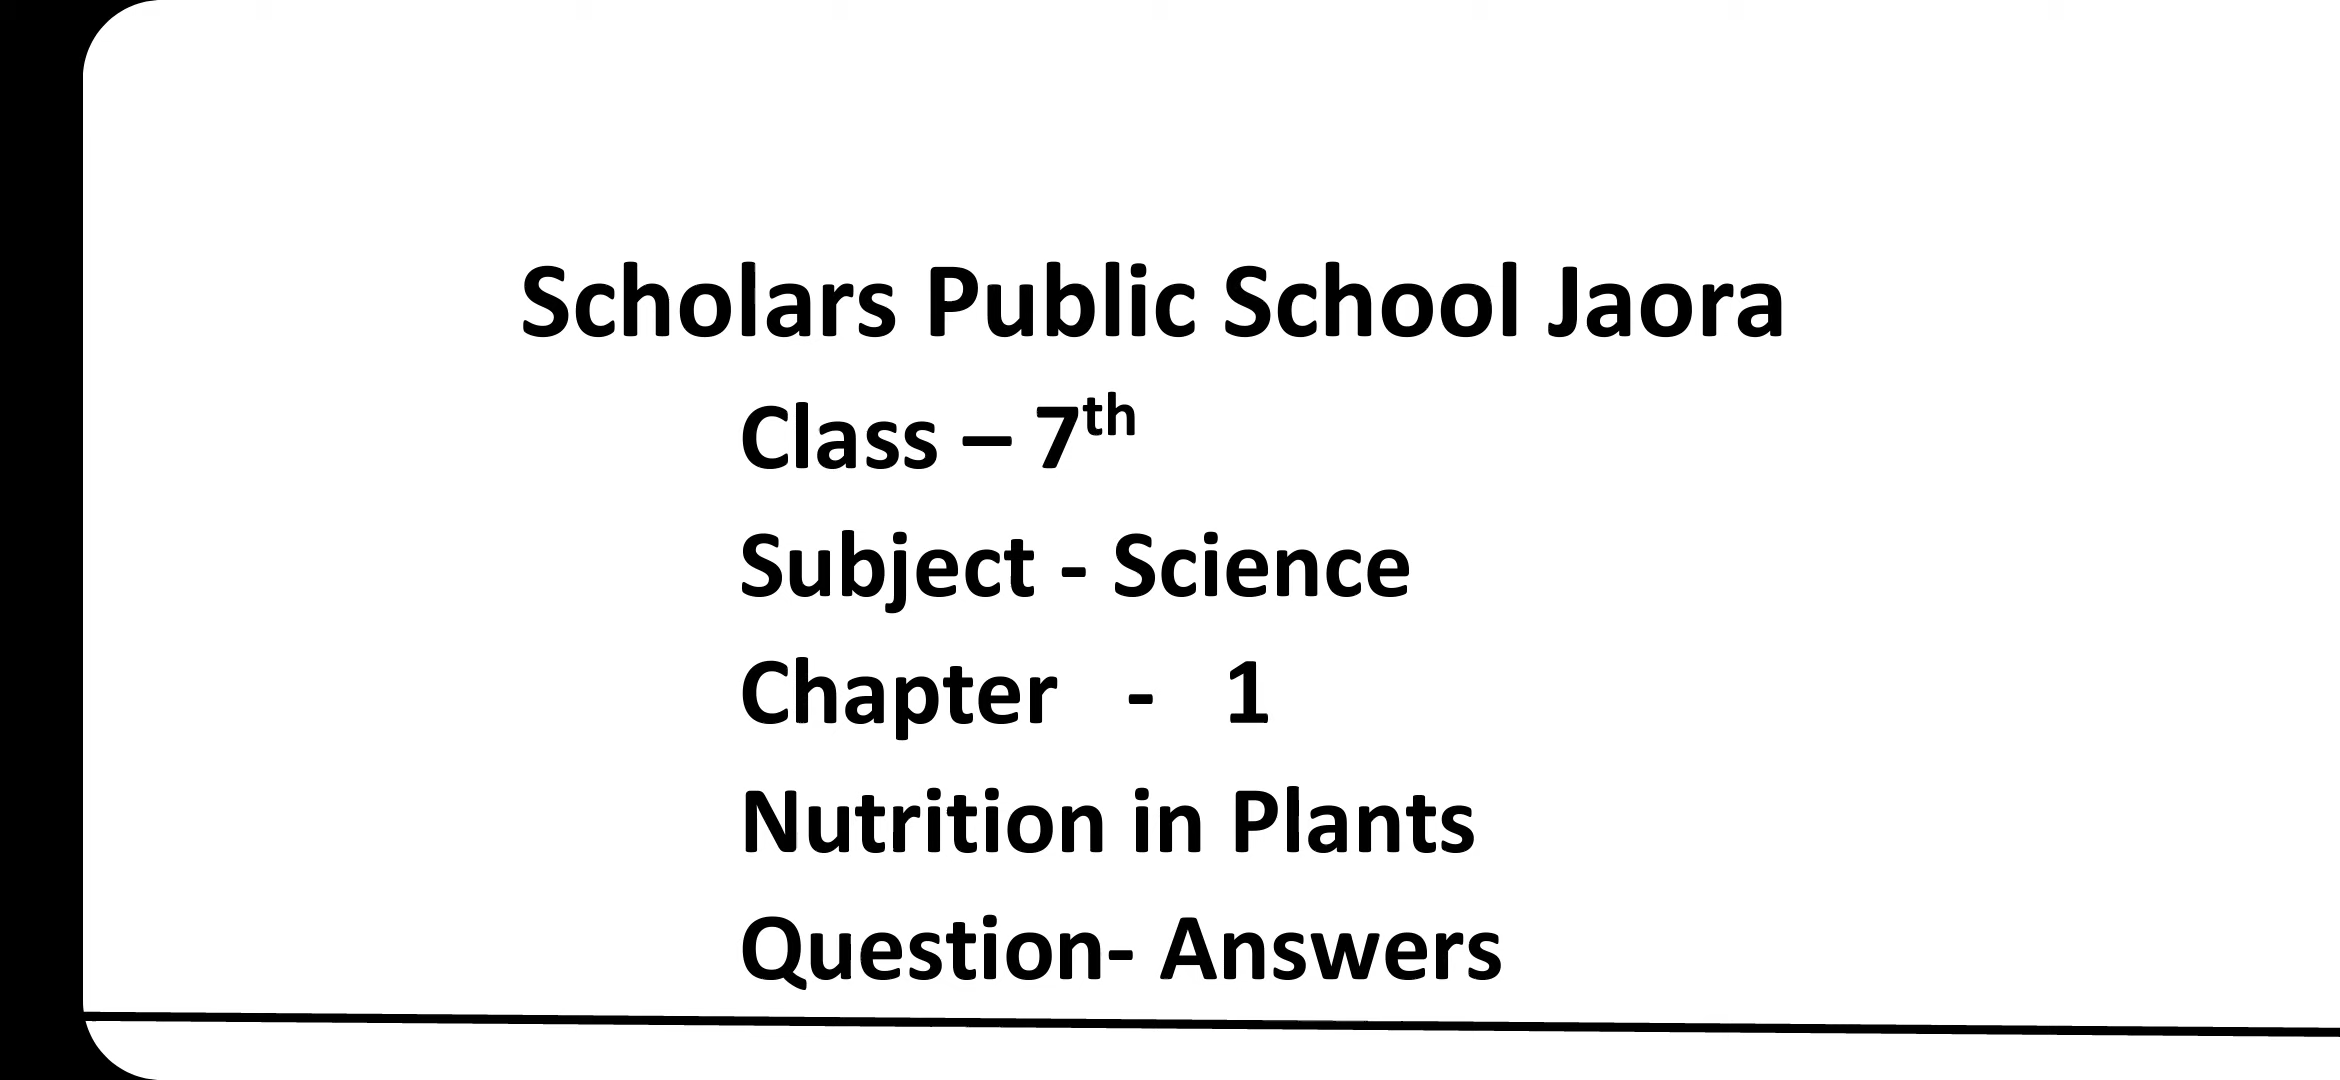 Scholars Public School Jaora
Class – 7th
Subject - Science
Chapter - 1
Nutrition in Plants
Question- Answers